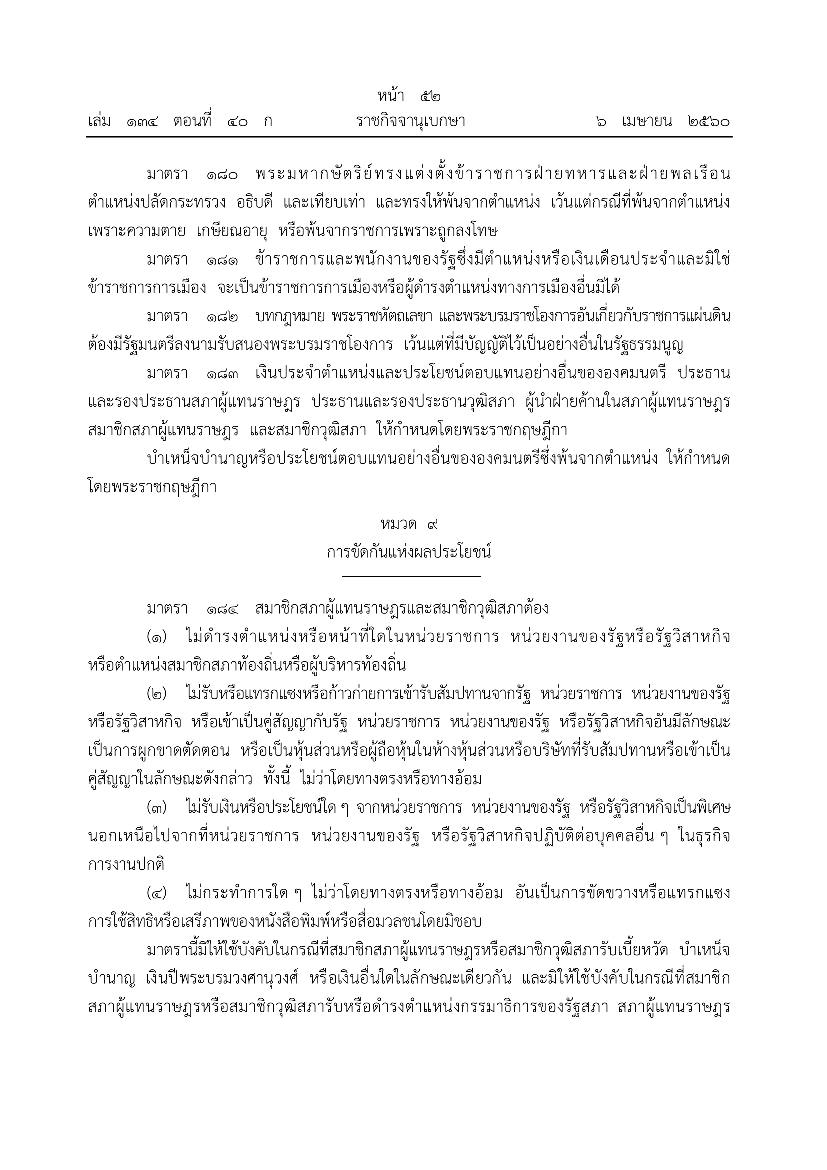 หน้า ๕๒
เล่ม ๑๓๔ ตอนที่ ๔๐ ก ราชกิจจานุเบกษา ๖ เมษายน ๒๕๖๐
มาตรา ๑๘๐ พระมหากษัตริย์ทรงแต่งตั้งข้าราชการฝ่ายทหารและฝ่ายพลเรือน
ตำแหน่งปลัดกระทรวง อธิบดี และเทียบเท่า และทรงให้พ้นจากตำแหน่ง เว้นแต่กรณีที่พ้นจากตำแหน่ง
เพราะความตาย เกษียณอายุ หรือพ้นจากราชการเพราะถูกลงโทษ
มาตรา ๑๘๑ ข้าราชการและพนักงานของรัฐซึ่งมีตำแหน่งหรือเงินเดือนประจำและมิใช่
ข้าราชการการเมือง จะเป็นข้าราชการการเมืองหรือผู้ดำรงตำแหน่งทางการเมืองอื่นมิได้
มาตรา ๑๘๒ บทกฎหมาย พระราชหัตถเลขา และพระบรมราชโองการอันเกี่ยวกับราชการแผ่นดิน
ต้องมีรัฐมนตรีลงนามรับสนองพระบรมราชโองการ เว้นแต่ที่มีบัญญัติไว้เป็นอย่างอื่นในรัฐธรรมนูญ
มาตรา ๑๘๓ เงินประจำตำแหน่งและประโยชน์ตอบแทนอย่างอื่นขององคมนตรี ประธาน
และรองประธานสภาผู้แทนราษฎร ประธานและรองประธานวุฒิสภา ผู้นำฝ่ายค้านในสภาผู้แทนราษฎร
สมาชิกสภาผู้แทนราษฎร และสมาชิกวุฒิสภา ให้กำหนดโดยพระราชกฤษฎีกา
บำเหน็จบำนาญหรือประโยชน์ตอบแทนอย่างอื่นขององคมนตรีซึ่งพ้นจากตำแหน่ง ให้กำหนด
โดยพระราชกฤษฎีกา
หมวด ๙
การขัดกันแห่งผลประโยชน์
มาตรา ๑๘๔ สมาชิกสภาผู้แทนราษฎรและสมาชิกวุฒิสภาต้อง
(๑) ไม่ดำรงตำแหน่งหรือหน้าที่ใดในหน่วยราชการ หน่วยงานของรัฐหรือรัฐวิสาหกิจ
หรือตำแหน่งสมาชิกสภาท้องถิ่นหรือผู้บริหารท้องถิ่น
(๒) ไม่รับหรือแทรกแซงหรือก้าวก่ายการเข้ารับสัมปทานจากรัฐ หน่วยราชการ หน่วยงานของรัฐ
หรือรัฐวิสาหกิจ หรือเข้าเป็นคู่สัญญากับรัฐ หน่วยราชการ หน่วยงานของรัฐ หรือรัฐวิสาหกิจอันมีลักษณะ
เป็นการผูกขาดตัดตอน หรือเป็นหุ้นส่วนหรือผู้ถือหุ้นในห้างหุ้นส่วนหรือบริษัทที่รับสัมปทานหรือเข้าเป็น
คู่สัญญาในลักษณะดังกล่าว ทั้งนี้ ไม่ว่าโดยทางตรงหรือทางอ้อม
(๓) ไม่รับเงินหรือประโยชน์ใด ๆ จากหน่วยราชการ หน่วยงานของรัฐ หรือรัฐวิสาหกิจเป็นพิเศษ
นอกเหนือไปจากที่หน่วยราชการ หน่วยงานของรัฐ หรือรัฐวิสาหกิจปฏิบัติต่อบุคคลอื่น ๆ ในธุรกิจ
การงานปกติ
(๔) ไม่กระทำการใด ๆ ไม่ว่าโดยทางตรงหรือทางอ้อม อันเป็นการขัดขวางหรือแทรกแซง
การใช้สิทธิหรือเสรีภาพของหนังสือพิมพ์หรือสื่อมวลชนโดยมิชอบ
มาตรานี้มิให้ใช้บังคับในกรณีที่สมาชิกสภาผู้แทนราษฎรหรือสมาชิกวุฒิสภารับเบี้ยหวัด บำเหน็จ
บำนาญ เงินปีพระบรมวงศานุวงศ์ หรือเงินอื่นใดในลักษณะเดียวกัน และมิให้ใช้บังคับในกรณีที่สมาชิก
สภาผู้แทนราษฎรหรือสมาชิกวุฒิสภารับหรือดำรงตำแหน่งกรรมาธิการของรัฐสภา สภาผู้แทนราษฎร